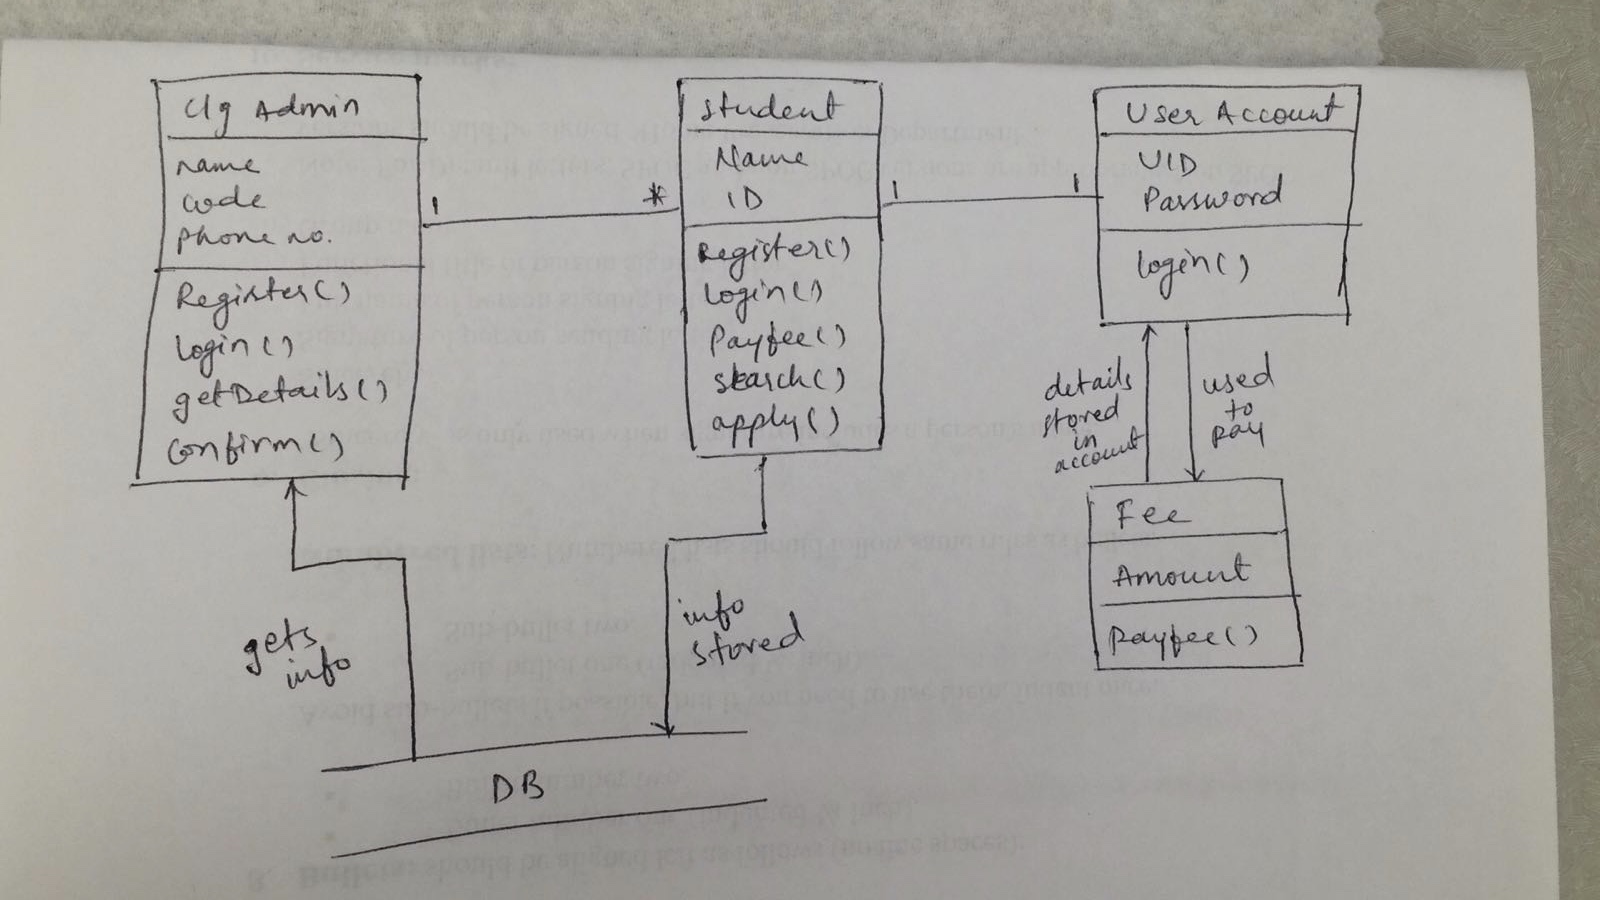 Clg Admin
name
code
phone no.
Register()
login()
getDetails()
Confirm()
1
*
Student
Name
ID
Register()
login()
Payfee()
search()
apply()
1
1
User Account
UID
Password
login()
details
stored
in
account
used
to
pay
Fee
Amount
payfee()
gets
info
info
stored
DB